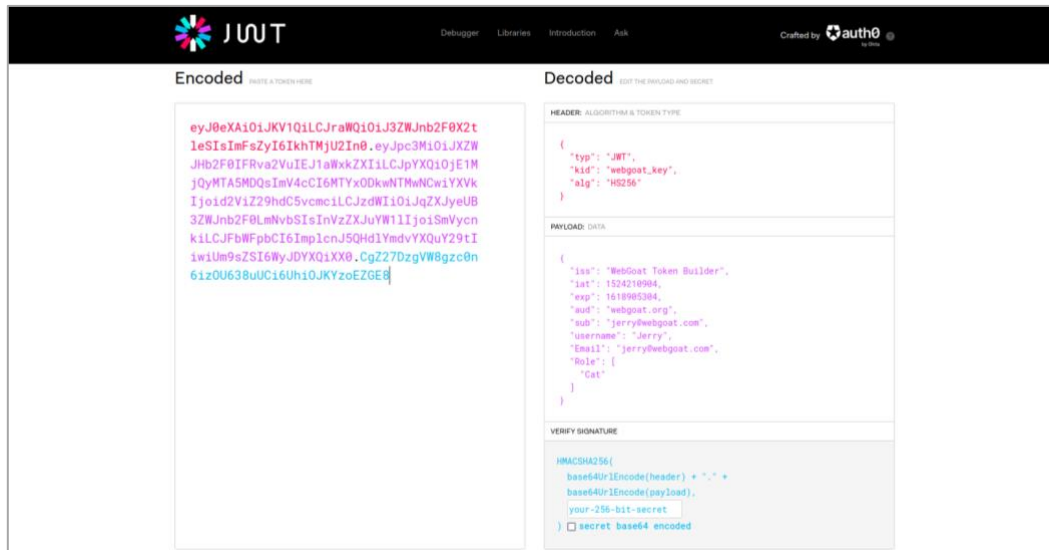 JWT
Debugger Libraries Introduction Ask
Crafted by auth0
by Okta
Encoded PASTE A TOKEN HERE
eyJ0eXAiOiJKV1QiLCJraWQiOiJ3ZWJnb2F0X2t
leSIsImFsZyI6IkhTMjU2In0.eyJpc3MiOiJXZW
JHb2F0IFRva2VuIEJ1aWxkZXIiLCJpYXQiOjE1M
jQyMTA5MDQsImV4cCI6MTYxODkwNTMwNCwiYXVk
Ijoid2ViZ29hdC5vcmciLCJzdWIiOiJqZXJyeUB
3ZWJnb2F0LmNvbSIsInVzZXJuYW1lIjoiSmVycn
kiLCJFbWFpbCI6ImplcnJ5QHdlYmdvYXQuY29tI
iwiUm9sZSI6WyJDYXQiXX0.CgZ27DzgVW8gzc0n
6izOU638uUCi6UhiOJKYzoEZGE8
Decoded EDIT THE PAYLOAD AND SECRET
HEADER: ALGORITHM & TOKEN TYPE
{
"typ": "JWT",
"kid": "webgoat_key",
"alg": "HS256"
}
PAYLOAD: DATA
{
"iss": "WebGoat Token Builder",
"iat": 1524210904,
"exp": 1618905304,
"aud": "webgoat.org",
"sub": "jerry@webgoat.com",
"username": "Jerry",
"Email": "jerry@webgoat.com",
"Role": [
"Cat"
]
}
VERIFY SIGNATURE
HMACSHA256(
base64UrlEncode(header) + "." +
base64UrlEncode(payload),
your-256-bit-secret
) secret base64 encoded